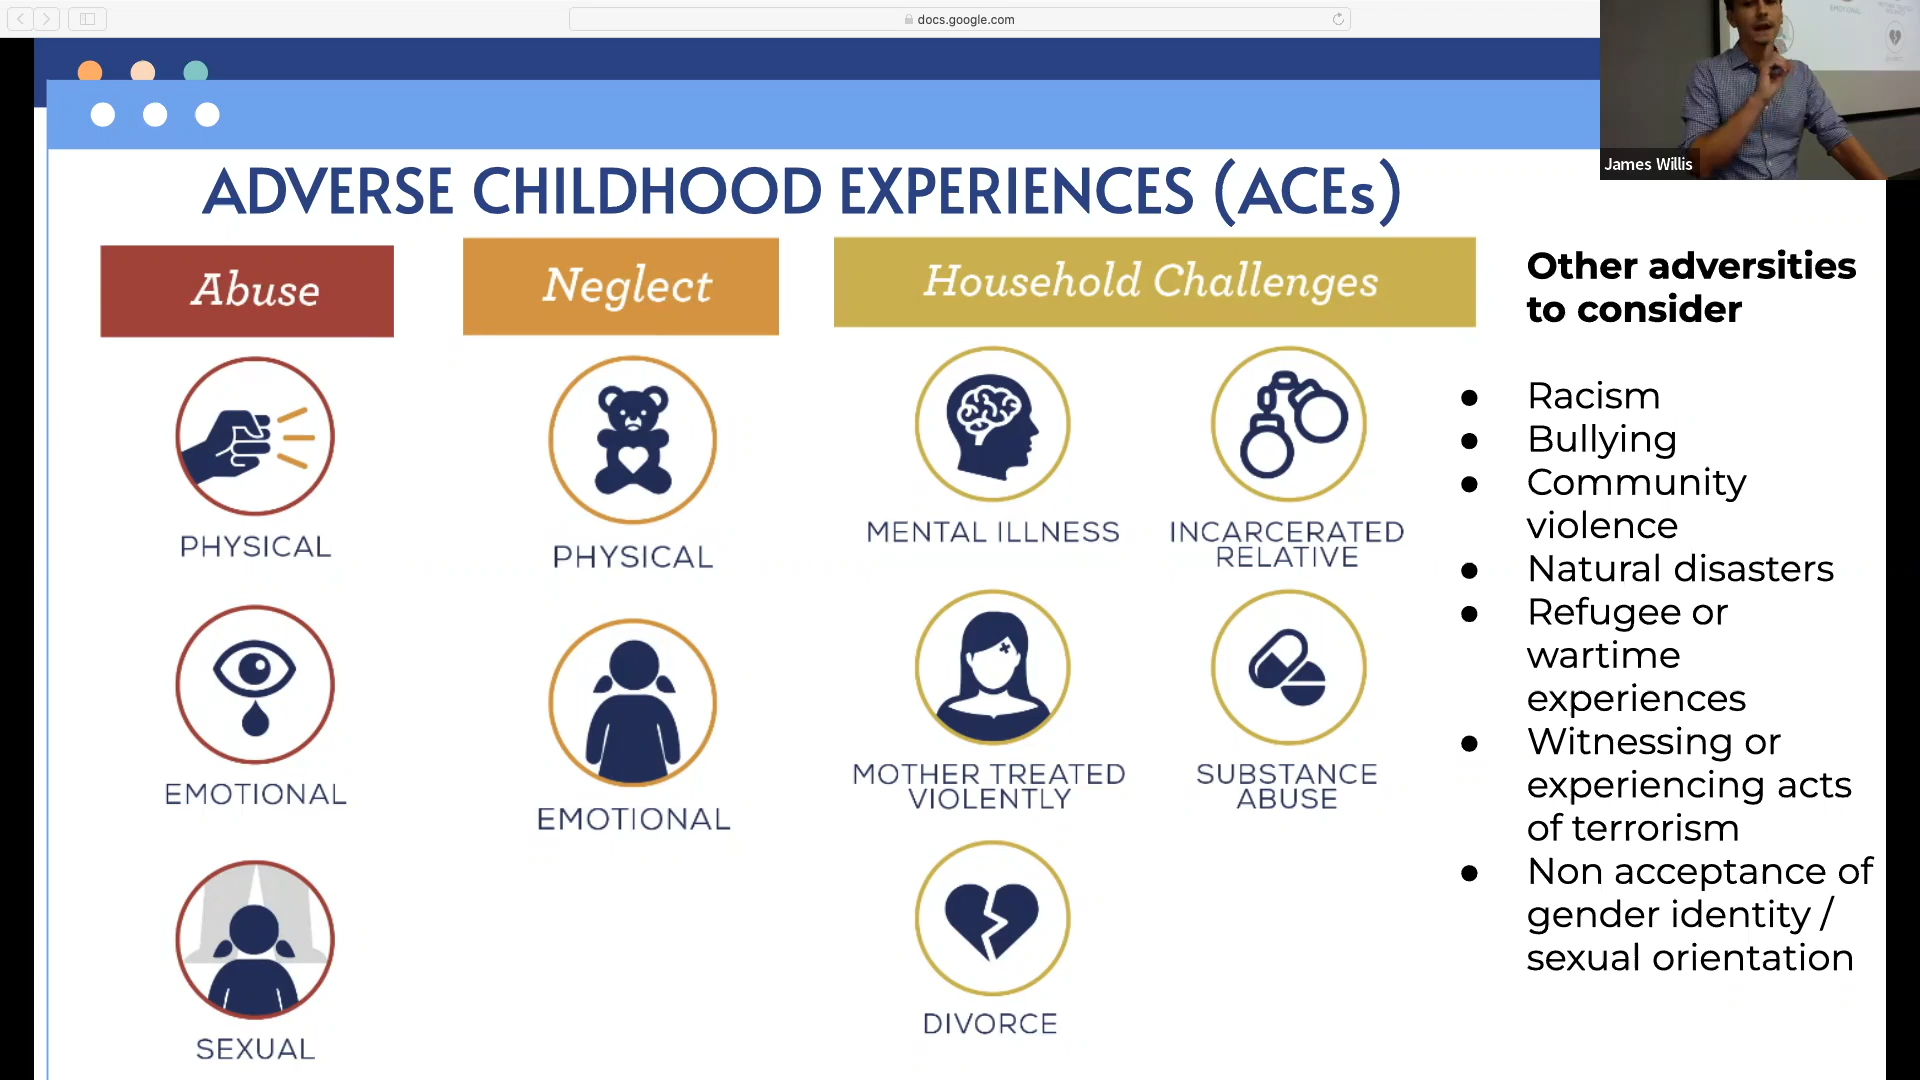 docs.google.com
James Willis
ADVERSE CHILDHOOD EXPERIENCES (ACEs)
Abuse
PHYSICAL
EMOTIONAL
SEXUAL
Neglect
PHYSICAL
EMOTIONAL
Household Challenges
MENTAL ILLNESS
INCARCERATED
RELATIVE
MOTHER TREATED
VIOLENTLY
SUBSTANCE
ABUSE
DIVORCE
Other adversities
to consider
● Racism
● Bullying
● Community
violence
● Natural disasters
● Refugee or
wartime
experiences
● Witnessing or
experiencing acts
of terrorism
● Non acceptance of
gender identity /
sexual orientation